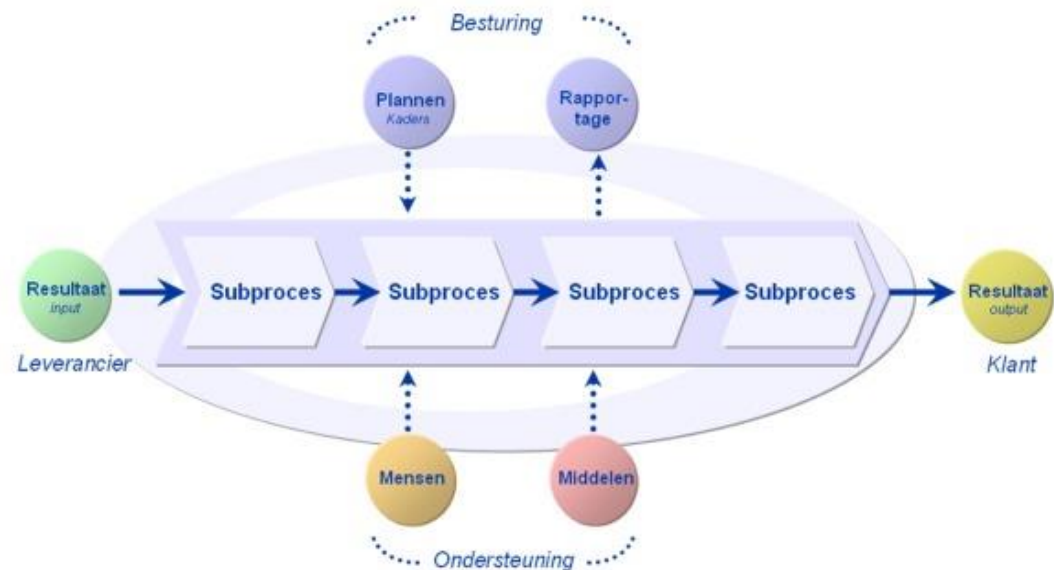 Besturing
Plannen
Kaders
Rappor-
tage
Resultaat
input
Leverancier
Subproces
Subproces
Subproces
Subproces
Resultaat
output
Klant
Mensen
Middelen
Ondersteuning